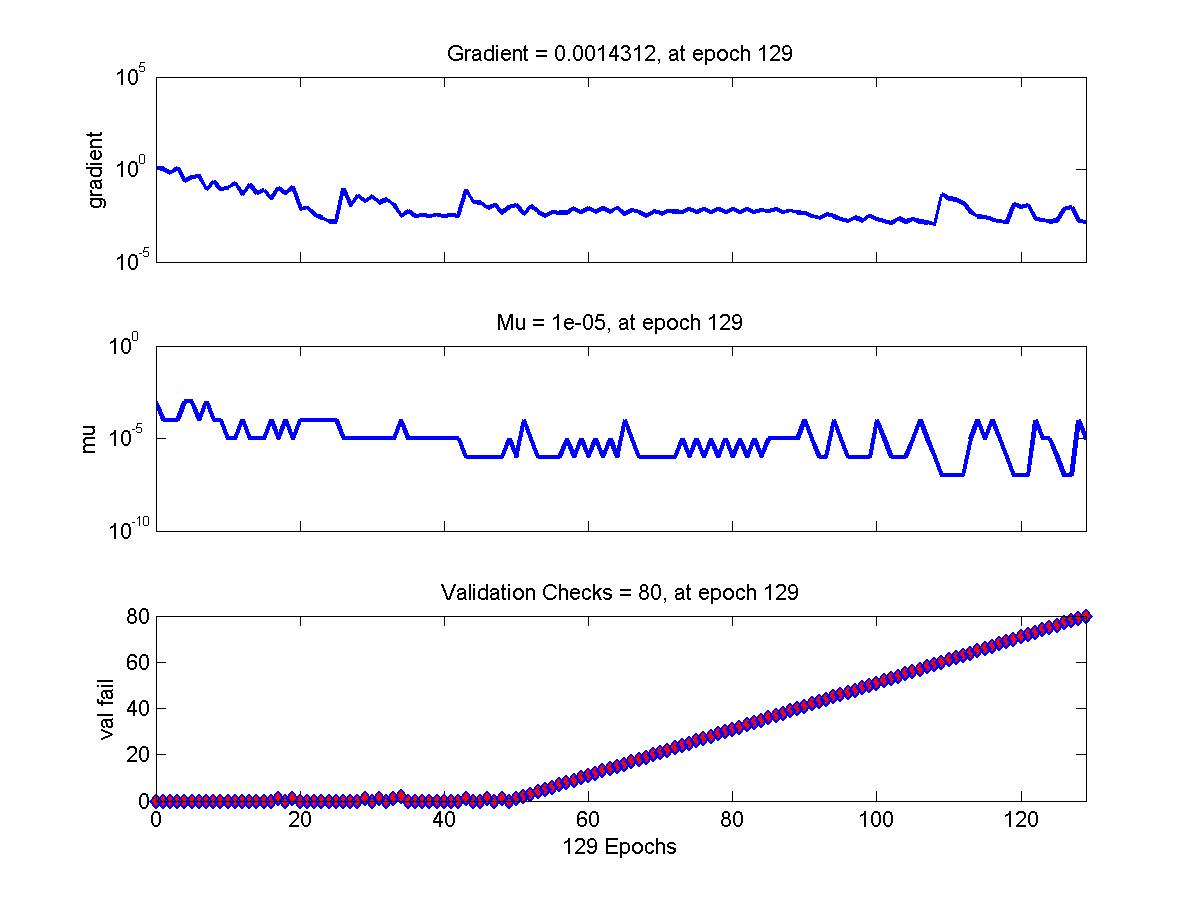 Gradient = 0.0014312, at epoch 129
10^5
10^0
10^-5
gradient
Mu = 1e-05, at epoch 129
10^0
10^-5
10^-10
mu
Validation Checks = 80, at epoch 129
80
60
40
20
0
val fail
0 20 40 60 80 100 120
129 Epochs